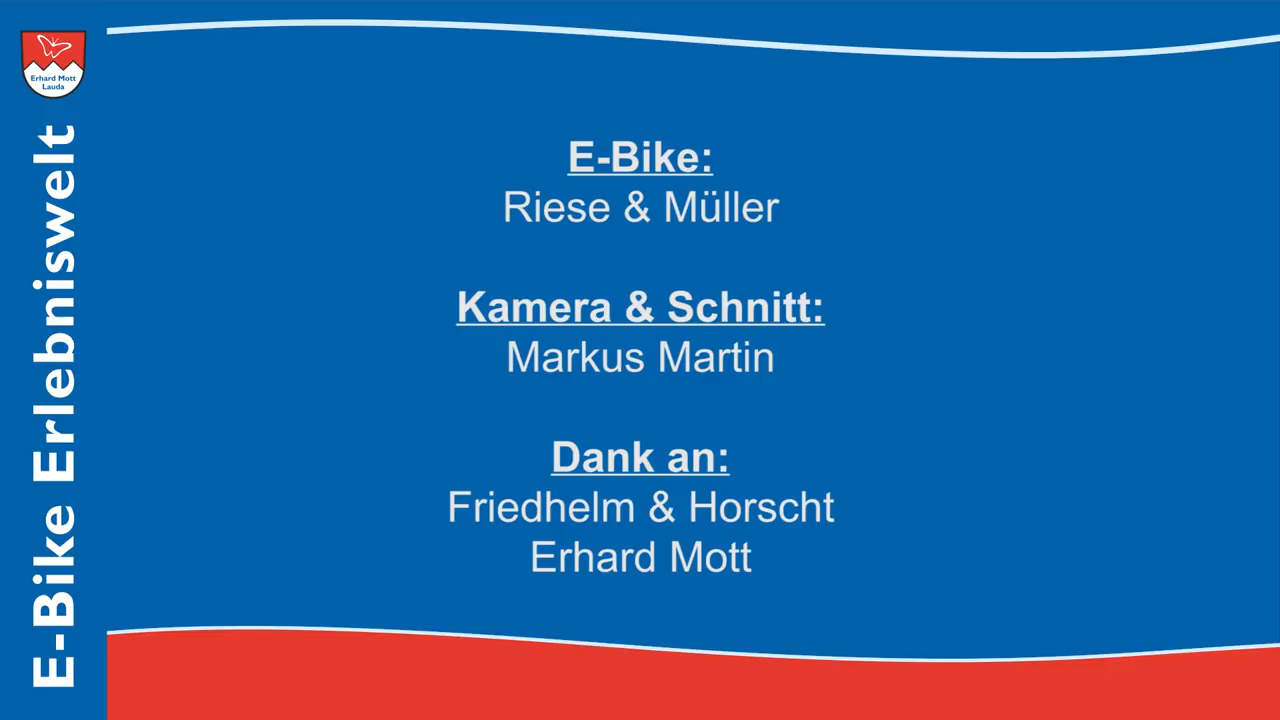 Erhard Mott
Lauda
E-Bike Erlebniswelt
E-Bike:
Riese & Müller
Kamera & Schnitt:
Markus Martin
Dank an:
Friedhelm & Horscht
Erhard Mott